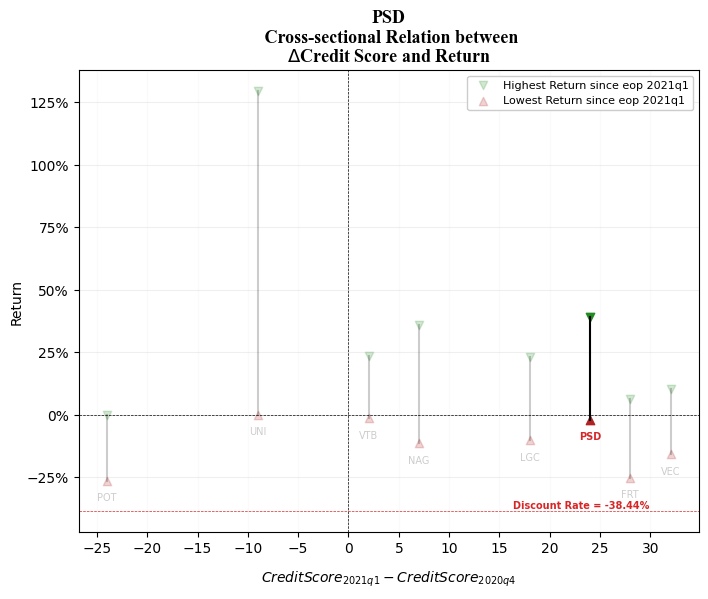 PSD
Cross-sectional Relation between
ΔCredit Score and Return
Highest Return since eop 2021q1
Lowest Return since eop 2021q1
Return
125%
100%
75%
50%
25%
0%
−25%
POT
UNI
VTB
NAG
LGC
PSD
FRT
VEC
Discount Rate = -38.44%
−25 −20 −15 −10 −5 0 5 10 15 20 25 30
CreditScore2021q1 − CreditScore2020q4